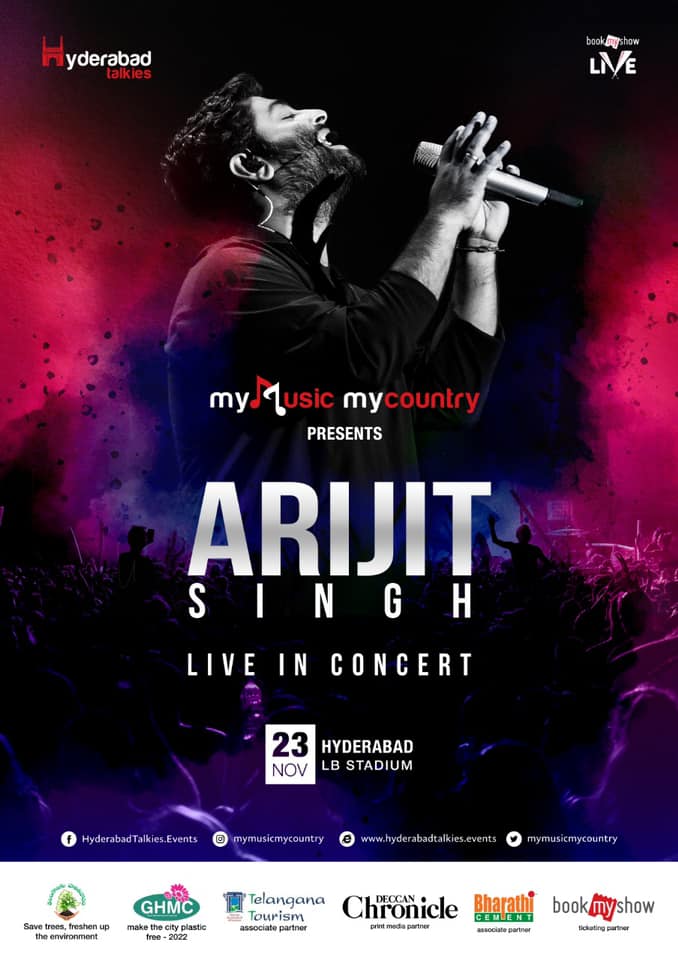 Hyderabad
talkies
book my show
LIVE
my Music mycountry
PRESENTS
ARIJIT
SINGH
LIVE IN CONCERT
23
NOV
HYDERABAD
LB STADIUM
HyderabadTalkies.Events
mymusicmycountry
www.hyderabadtalkies.events
mymusicmycountry
Save trees, freshen up
the environment
GHMC
make the city plastic
free - 2022
Telangana
Tourism
associate partner
DECCAN
Chronicle
print media partner
Bharathi
CEMENT
associate partner
book my show
ticketing partner